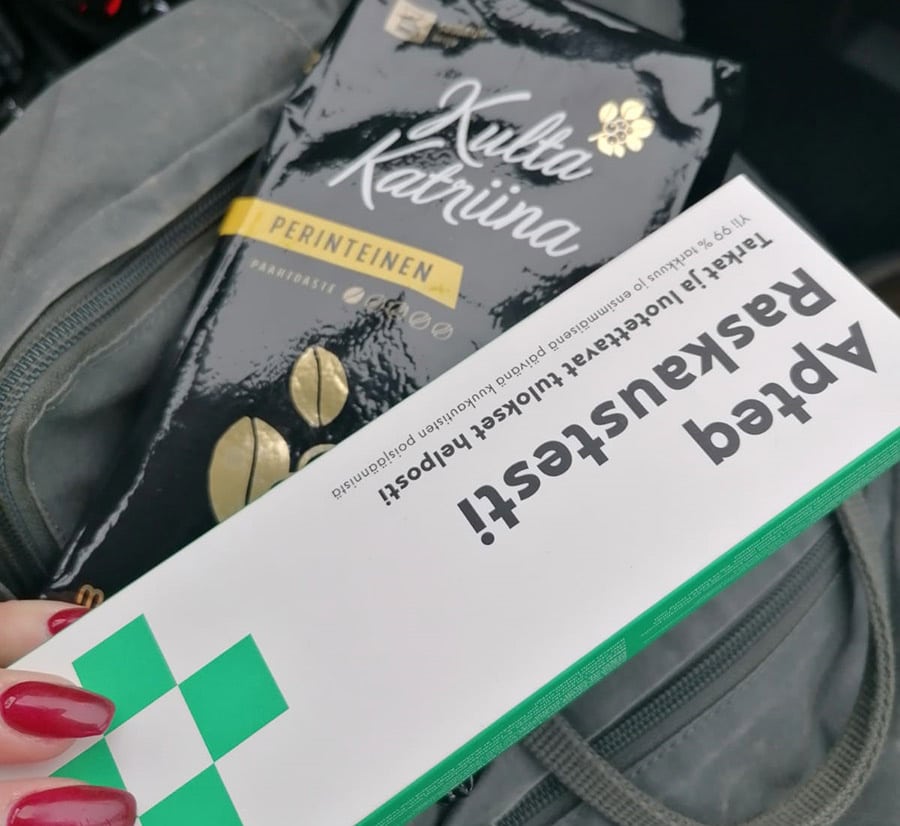 Kulta
Katriina
PERINTEINEN
PAAHTOASTE
Apteq
Raskaustesti
Tarkat ja luotettavat tulokset helposti
Yli 99 % tarkkuus jo ensimmäisenä päivänä kuukautisten poisjäännistä